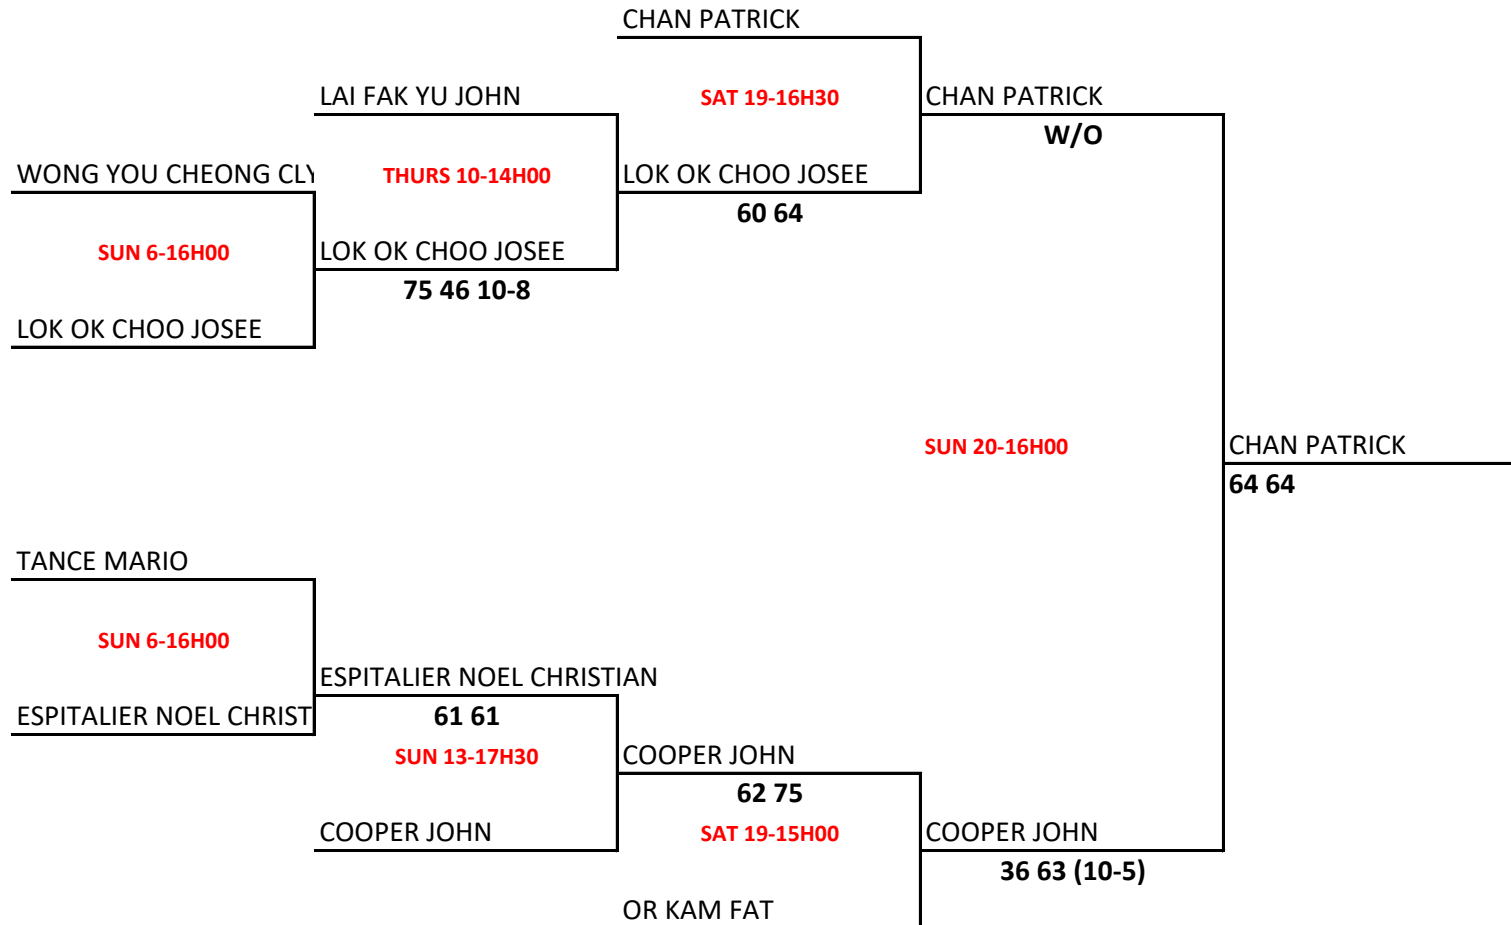 CHAN PATRICK
LAI FAK YU JOHN
SAT 19-16H30
CHAN PATRICK
W/O
WONG YOU CHEONG CLY
THURS 10-14H00
LOK OK CHOO JOSEE
60 64
SUN 6-16H00
LOK OK CHOO JOSEE
75 46 10-8
LOK OK CHOO JOSEE
SUN 20-16H00
CHAN PATRICK
64 64
TANCE MARIO
SUN 6-16H00
ESPITALIER NOEL CHRISTIAN
ESPITALIER NOEL CHRIST
61 61
SUN 13-17H30
COOPER JOHN
62 75
COOPER JOHN
SAT 19-15H00
COOPER JOHN
36 63 (10-5)
OR KAM FAT